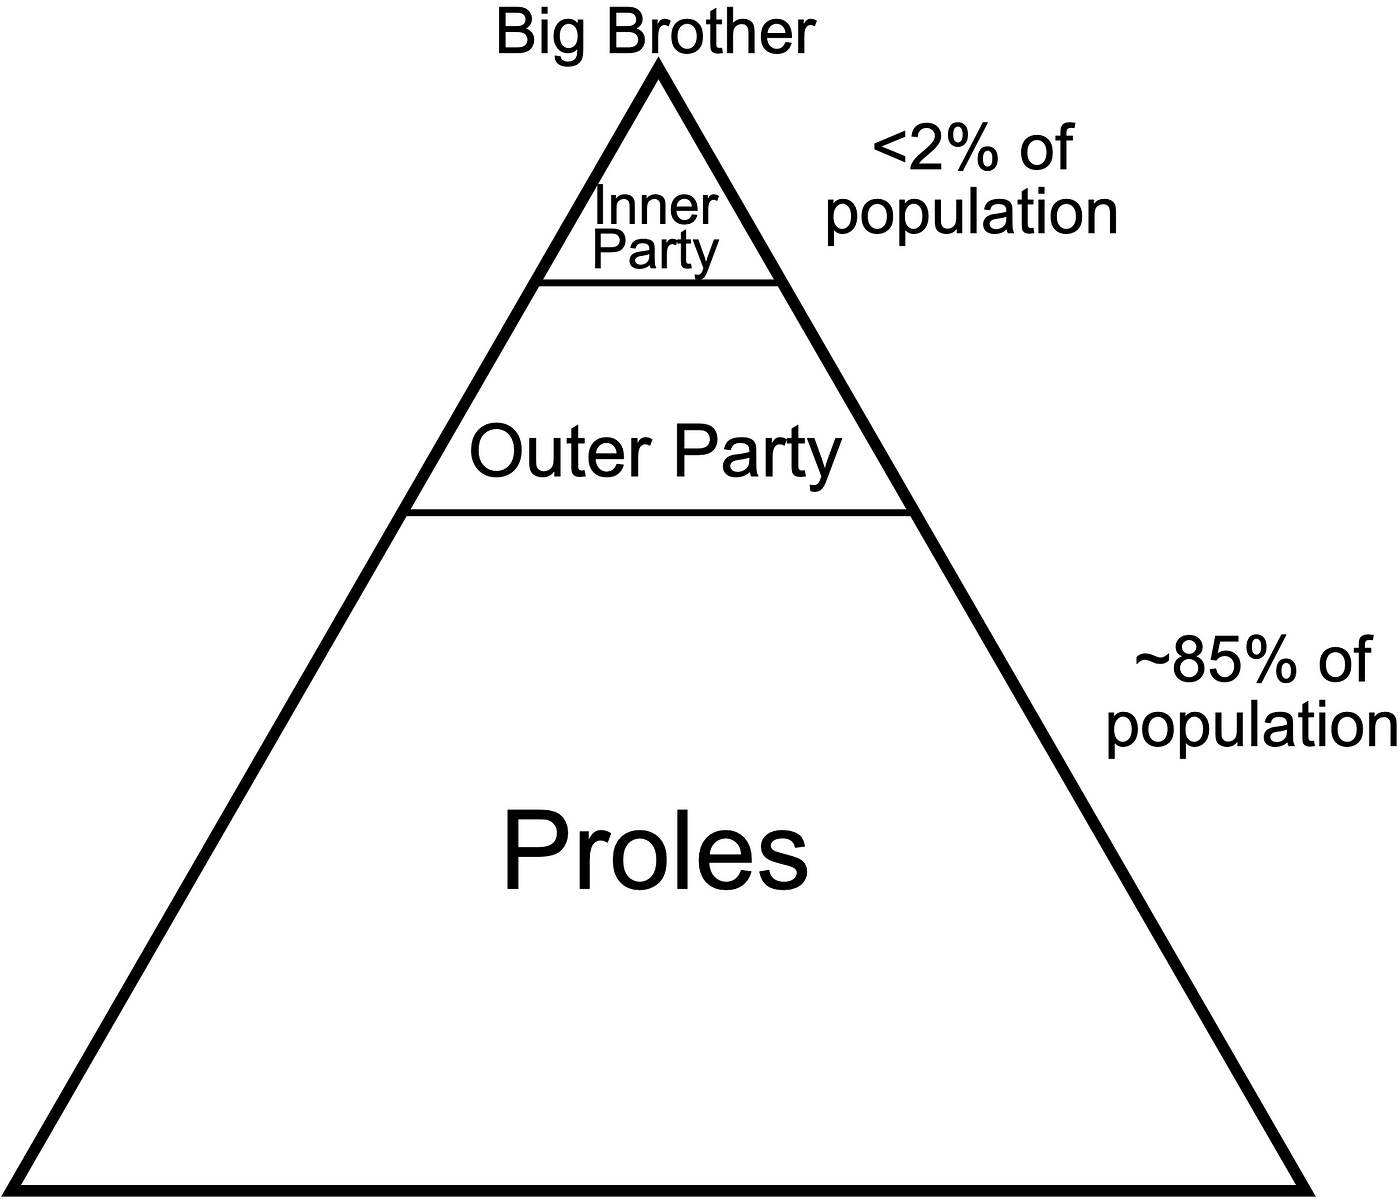 Big Brother
<2% of
population
Inner
Party
Outer Party
~85% of
population
Proles